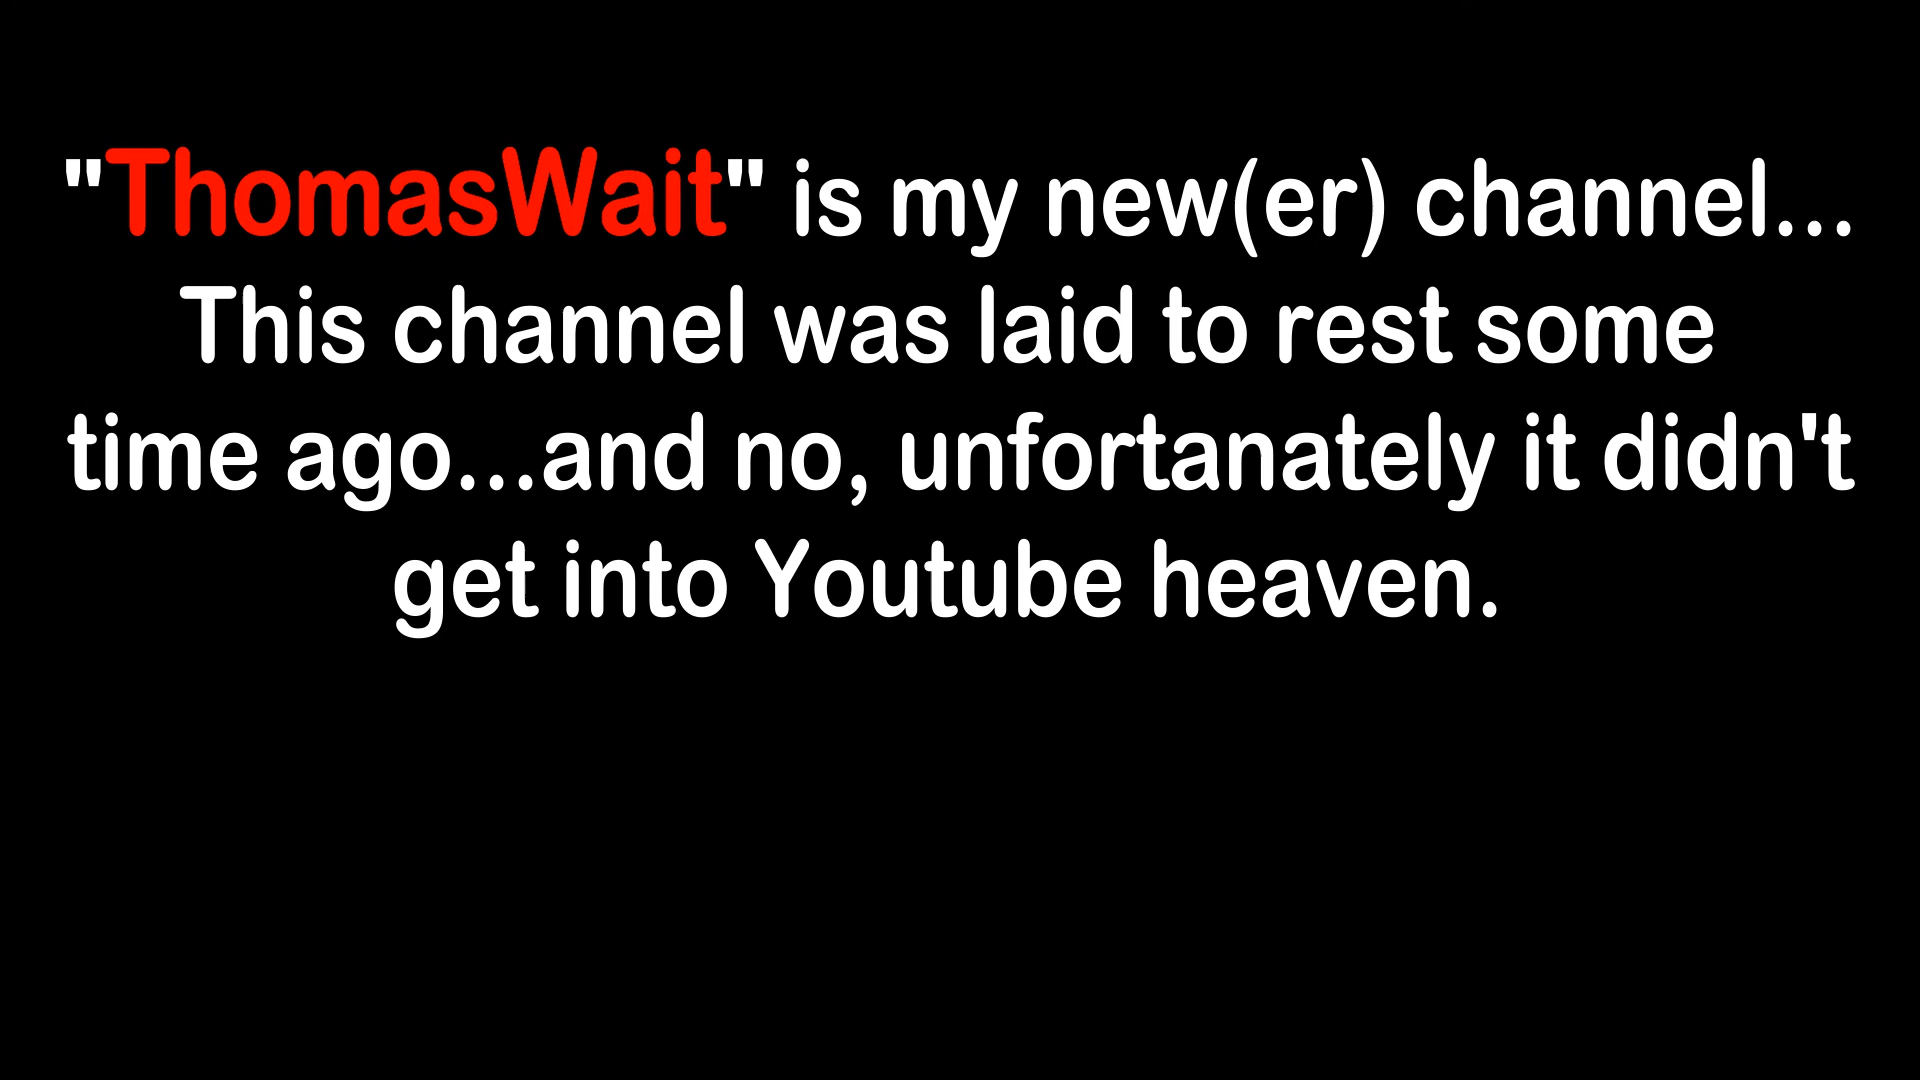 "ThomasWait" is my new(er) channel...
This channel was laid to rest some
time ago...and no, unfortanately it didn't
get into Youtube heaven.